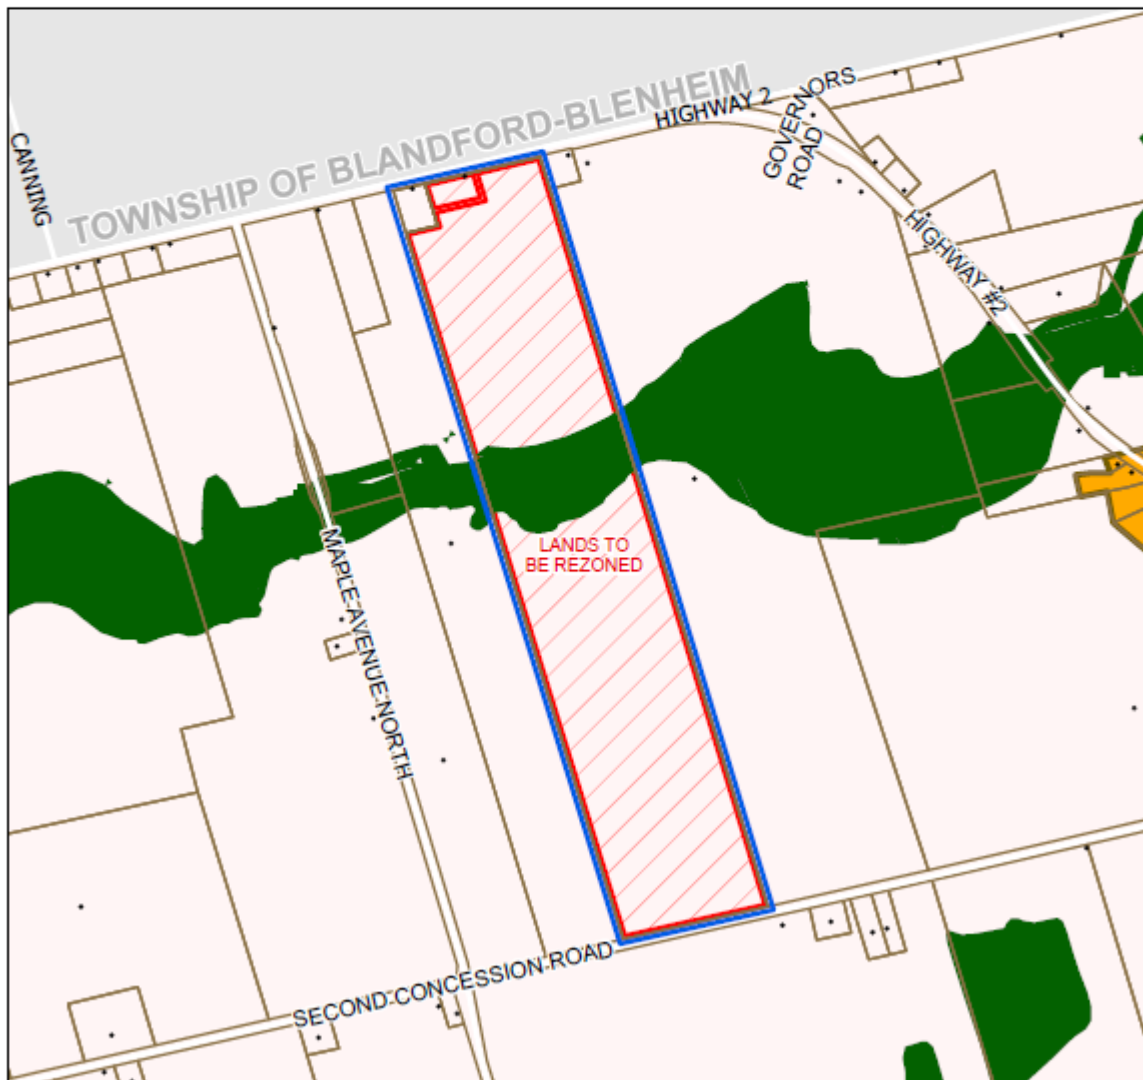 TOWNSHIP OF BLANDFORD-BLENHEIM
HIGHWAY 2
GOVERNORS
ROAD
CANNING
HIGHWAY #2
LANDS TO
BE REZONED
MAPLE AVENUE NORTH
SECOND CONCESSION ROAD